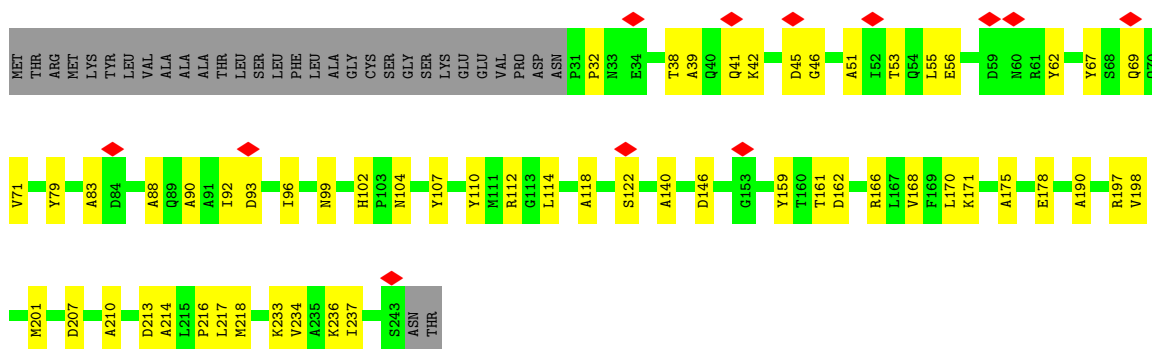 MET THR ARG MET LYS TYR LEU VAL ALA ALA ALA THR LEU SER LEU PHE LEU ALA GLY CYS SER GLY SER LYS GLU GLU VAL PRO ASP ASN P31 P32 N33 E34 T38 A39 Q40 Q41 K42 D45 G46 A51 I52 T53 Q54 L55 E56 D59 N60 R61 Y62 Y67 S68 Q69 Q70
V71 Y79 A83 D84 A88 Q89 A90 A91 I92 D93 I96 N99 H102 P103 N104 Y107 Y110 M111 R112 G113 L114 A118 S122 A140 D146 G153 Y159 T160 T161 D162 R166 L167 V168 F169 L170 K171 A175 E178 A190 R197 V198
M201 D207 A210 D213 A214 L215 P216 L217 M218 K233 V234 A235 K236 I237 S243 ASN THR